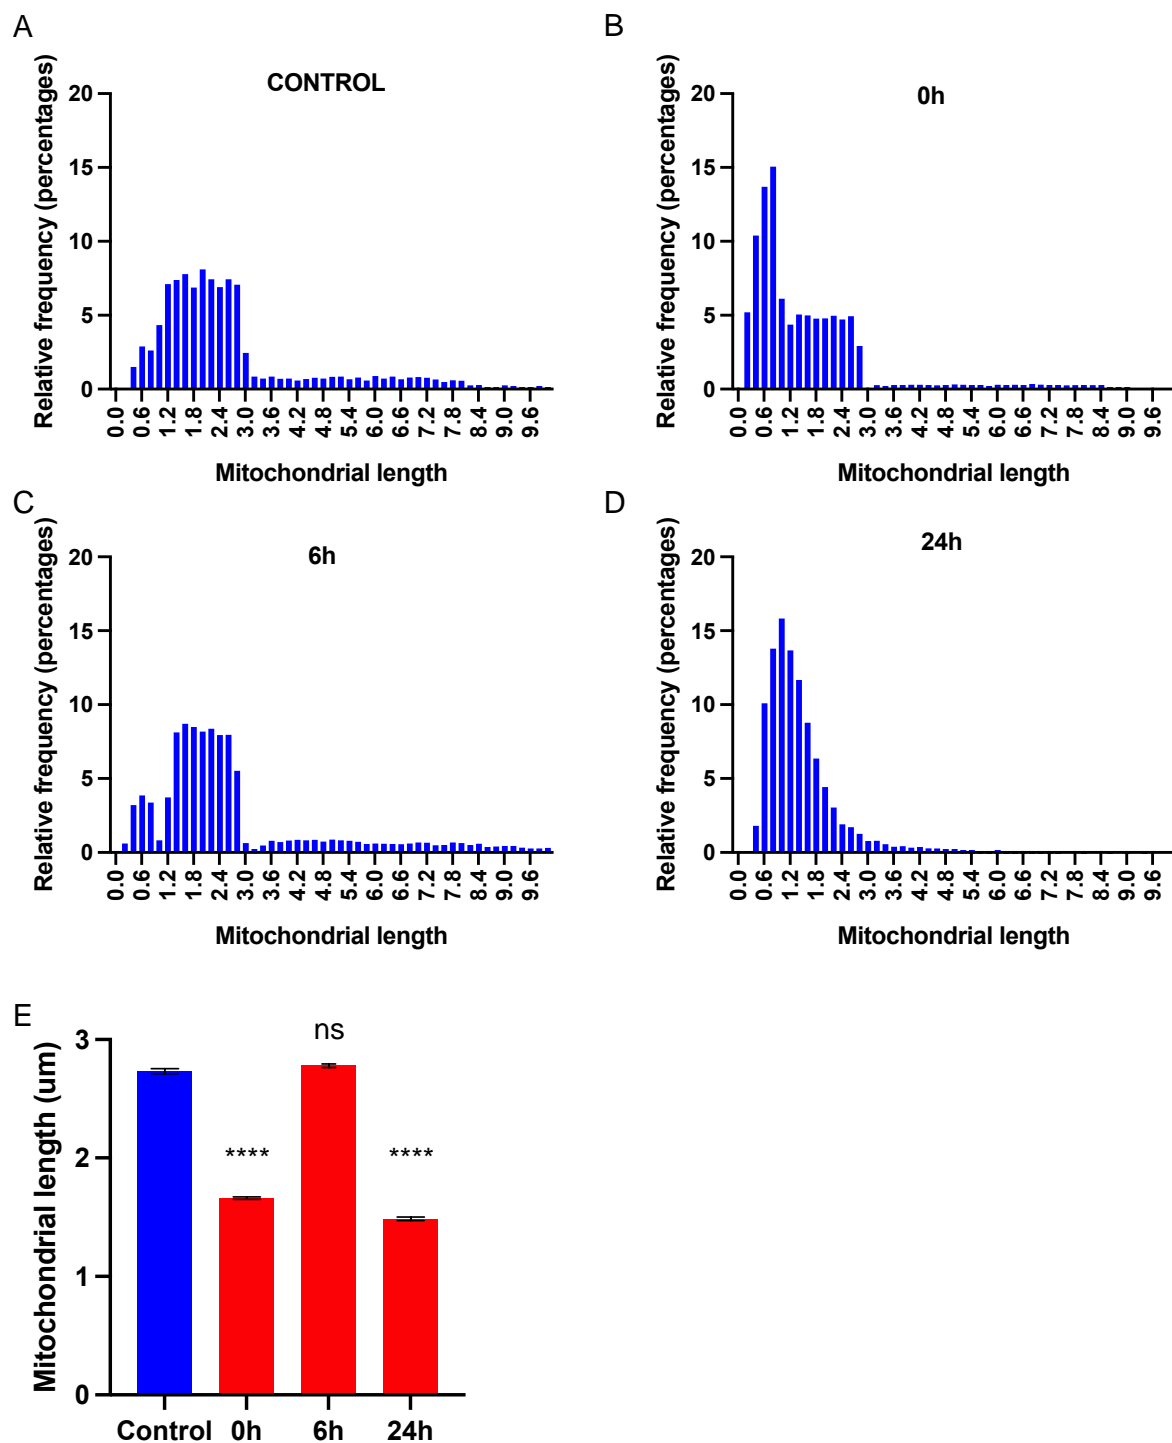 A
CONTROL
Relative frequency (percentages)
20
15
10
5
0
0.0 0.6 1.2 1.8 2.4 3.0 3.6 4.2 4.8 5.4 6.0 6.6 7.2 7.8 8.4 9.0 9.6
Mitochondrial length
B
0h
Relative frequency (percentages)
20
15
10
5
0
0.0 0.6 1.2 1.8 2.4 3.0 3.6 4.2 4.8 5.4 6.0 6.6 7.2 7.8 8.4 9.0 9.6
Mitochondrial length
C
6h
Relative frequency (percentages)
20
15
10
5
0
0.0 0.6 1.2 1.8 2.4 3.0 3.6 4.2 4.8 5.4 6.0 6.6 7.2 7.8 8.4 9.0 9.6
Mitochondrial length
D
24h
Relative frequency (percentages)
20
15
10
5
0
0.0 0.6 1.2 1.8 2.4 3.0 3.6 4.2 4.8 5.4 6.0 6.6 7.2 7.8 8.4 9.0 9.6
Mitochondrial length
E
Mitochondrial length (um)
3
2
1
0
ns
**** ****
Control 0h 6h 24h